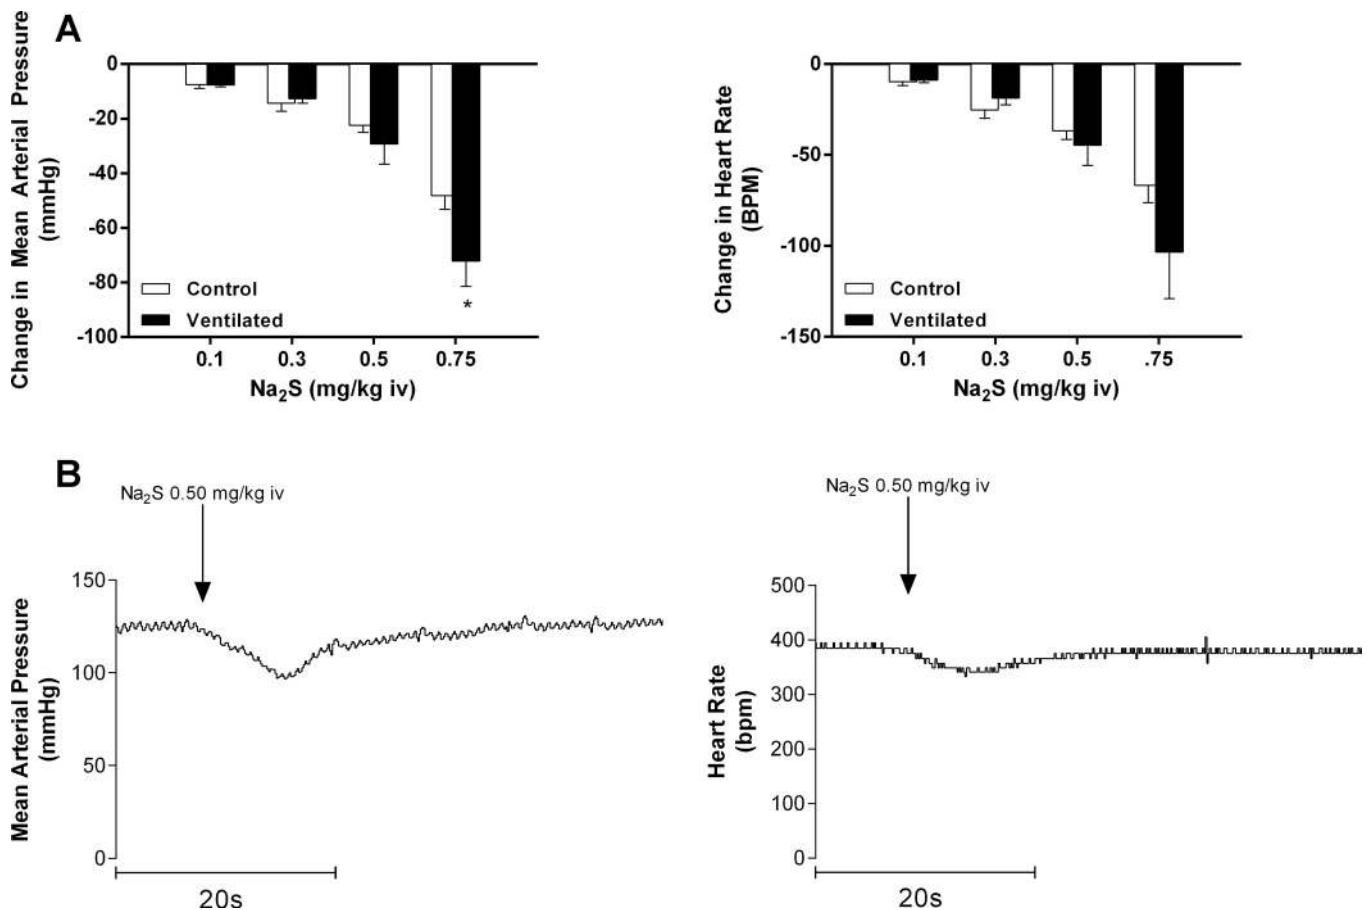 A
Change in Mean Arterial Pressure
(mmHg)
0
-20
-40
-60
-80
-100
Control
Ventilated
0.1
0.3
0.5
0.75
Na₂S (mg/kg iv)
*
Change in Heart Rate
(BPM)
0
-50
-100
-150
Control
Ventilated
0.1
0.3
0.5
.75
Na₂S (mg/kg iv)
B
Na₂S 0.50 mg/kg iv
Mean Arterial Pressure
(mmHg)
150
100
50
0
20s
Na₂S 0.50 mg/kg iv
Heart Rate
(bpm)
500
400
300
200
100
0
20s